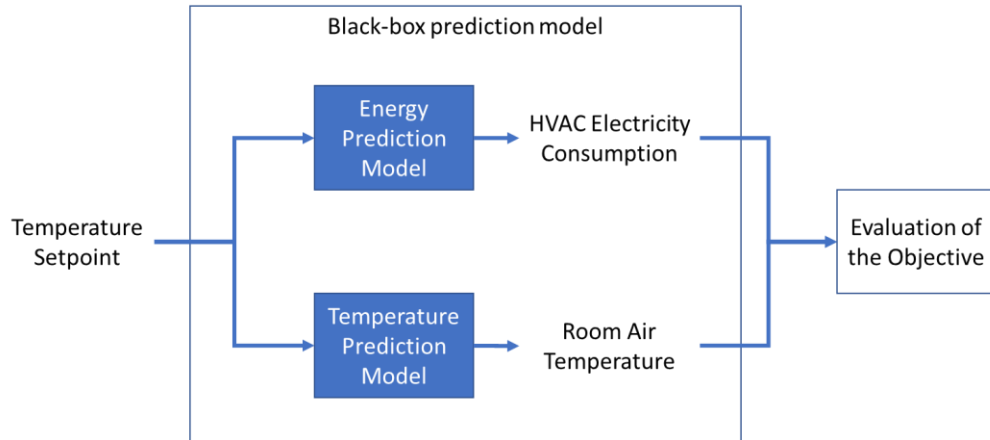 Black-box prediction model
Energy
Prediction
Model
HVAC Electricity
Consumption
Temperature
Setpoint
Evaluation of
the Objective
Temperature
Prediction
Model
Room Air
Temperature